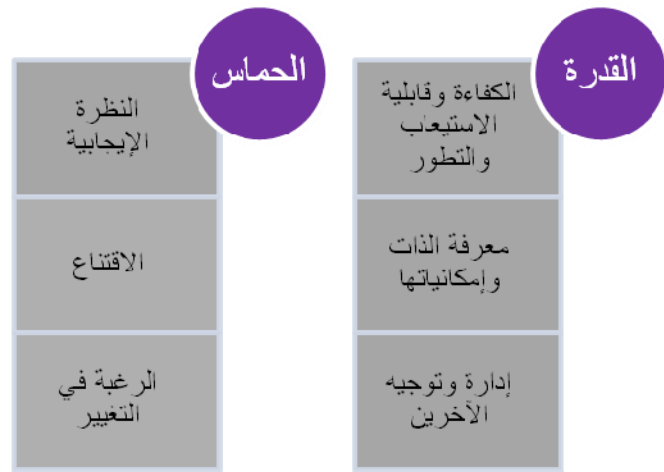 القدرة
الكفاءة وقابلية
الاستيعاب
والتطور
معرفة الذات
وإمكانياتها
إدارة وتوجيه
الآخرين
الحماس
النظرة
الإيجابية
الاقتناع
الرغبة في
التغيير